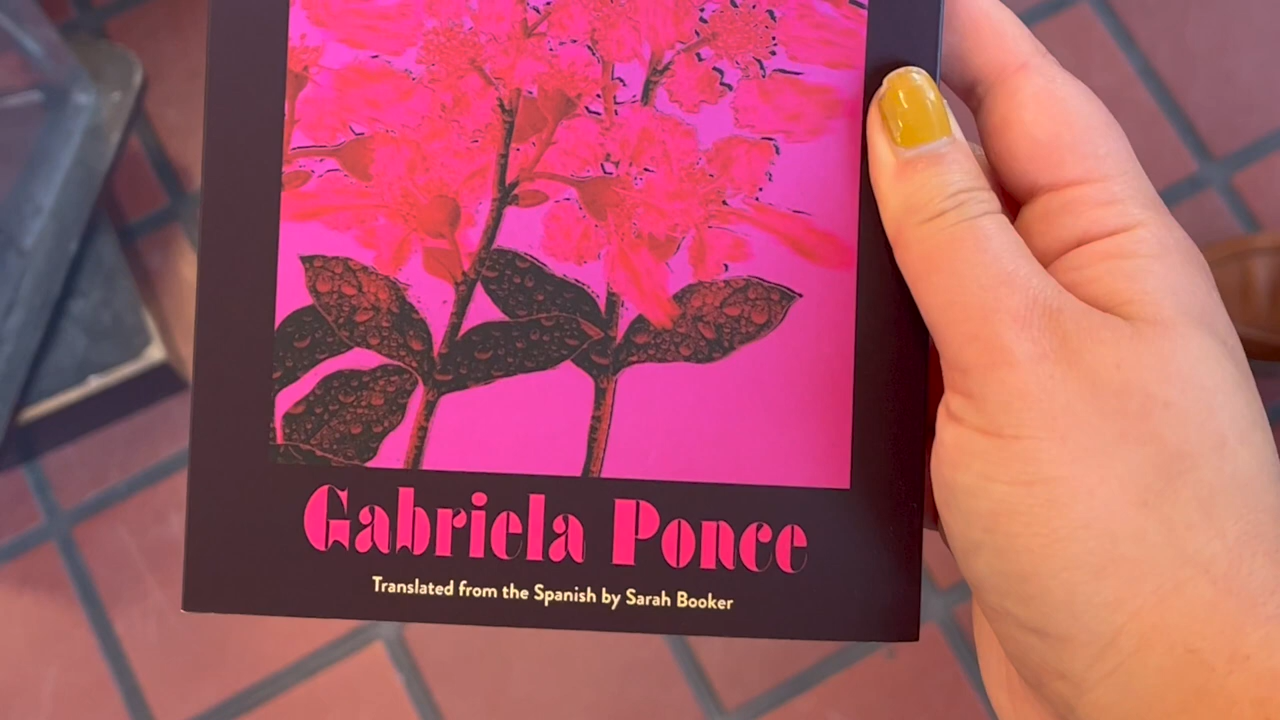 Gabriela Ponce
Translated from the Spanish by Sarah Booker